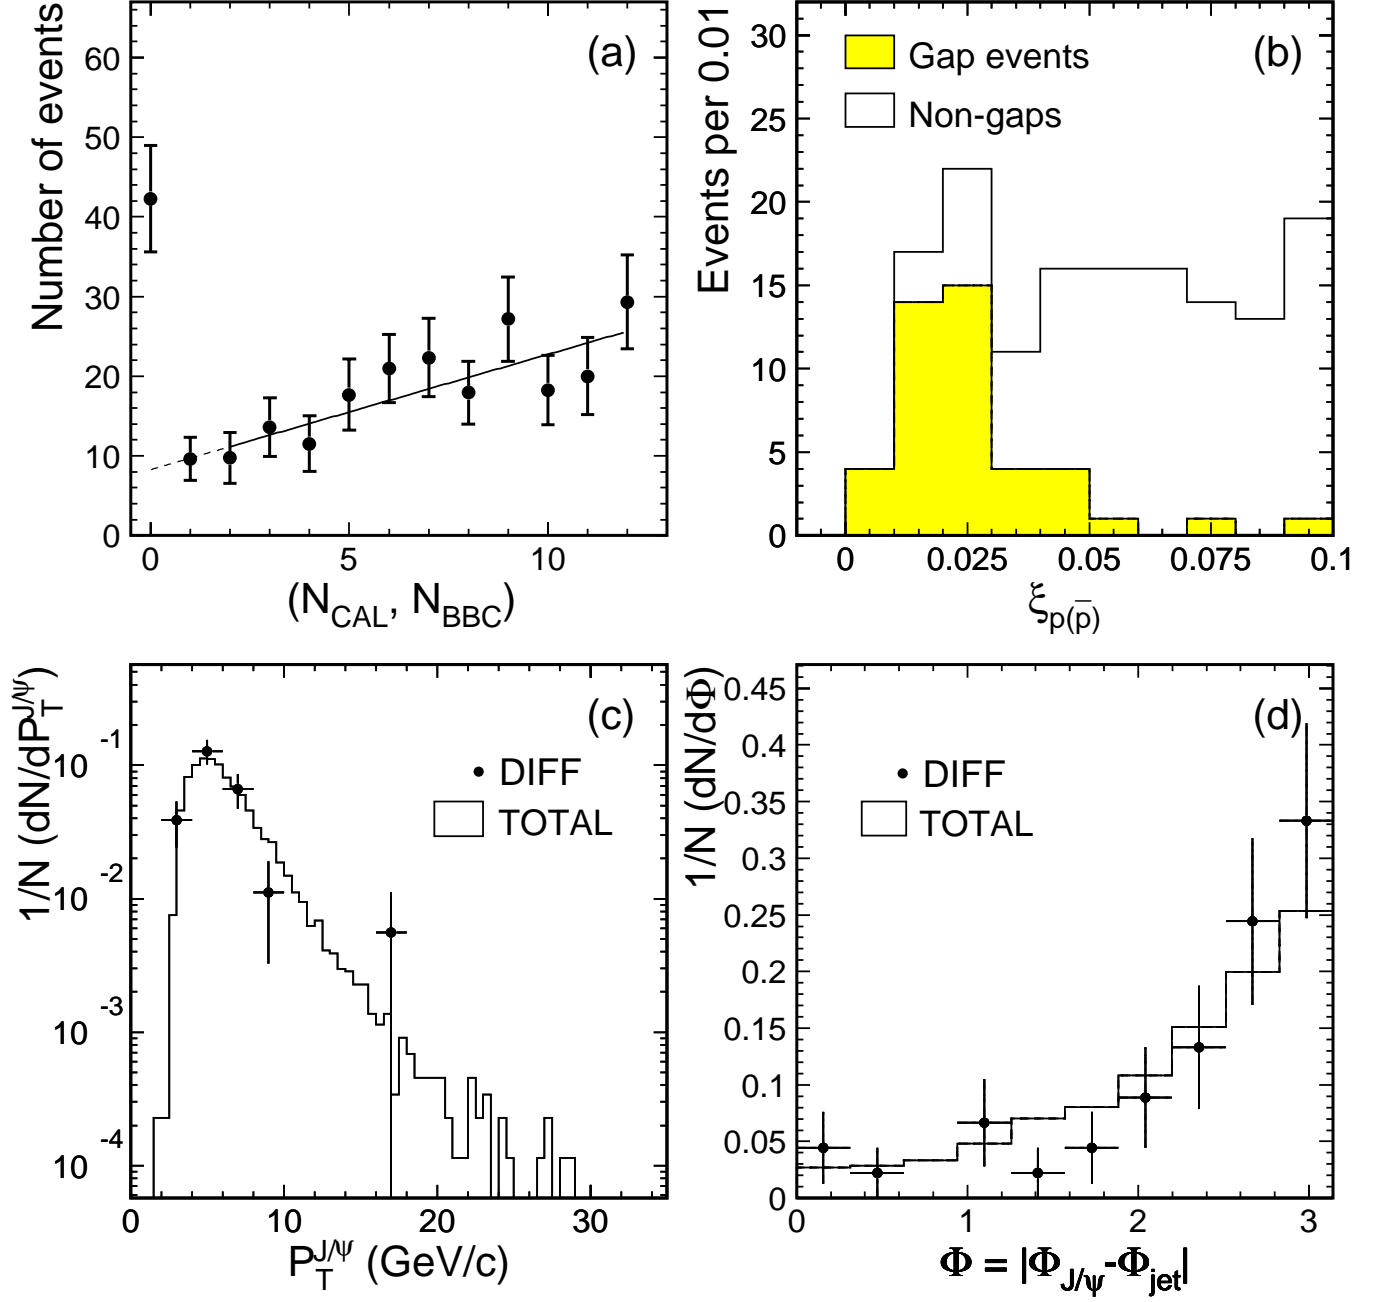 Number of events
(a)
60
50
40
30
20
10
0
0 5 10
(N_CAL, N_BBC)
Events per 0.01
(b)
Gap events
Non-gaps
30
25
20
15
10
5
0
0 0.025 0.05 0.075 0.1
ξ_p(p̅)
1/N (dN/dP_T^J/ψ)
(c)
DIFF
TOTAL
10^-1
10^-2
10^-3
10^-4
0 10 20 30
P_T^J/ψ (GeV/c)
1/N (dN/dΦ)
(d)
DIFF
TOTAL
0.45
0.4
0.35
0.3
0.25
0.2
0.15
0.1
0.05
0
0 1 2 3
Φ = |Φ_J/ψ-Φ_jet|